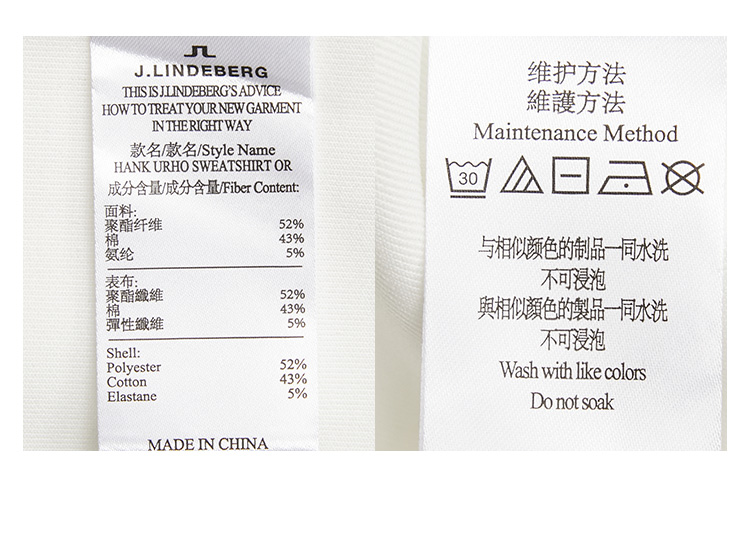 J.LINDEBERG
THIS IS J.LINDEBERG'S ADVICE
HOW TO TREAT YOUR NEW GARMENT
IN THE RIGHT WAY
款名/款名/Style Name
HANK URHO SWEATSHIRT OR
成分含量/成分含量/Fiber Content:
面料:
聚酯纤维 52%
棉 43%
氨纶 5%
表布:
聚酯纖維 52%
棉 43%
彈性纖維 5%
Shell:
Polyester 52%
Cotton 43%
Elastane 5%
MADE IN CHINA
维护方法
維護方法
Maintenance Method
30
与相似颜色的制品一同水洗
不可浸泡
與相似顏色的製品一同水洗
不可浸泡
Wash with like colors
Do not soak